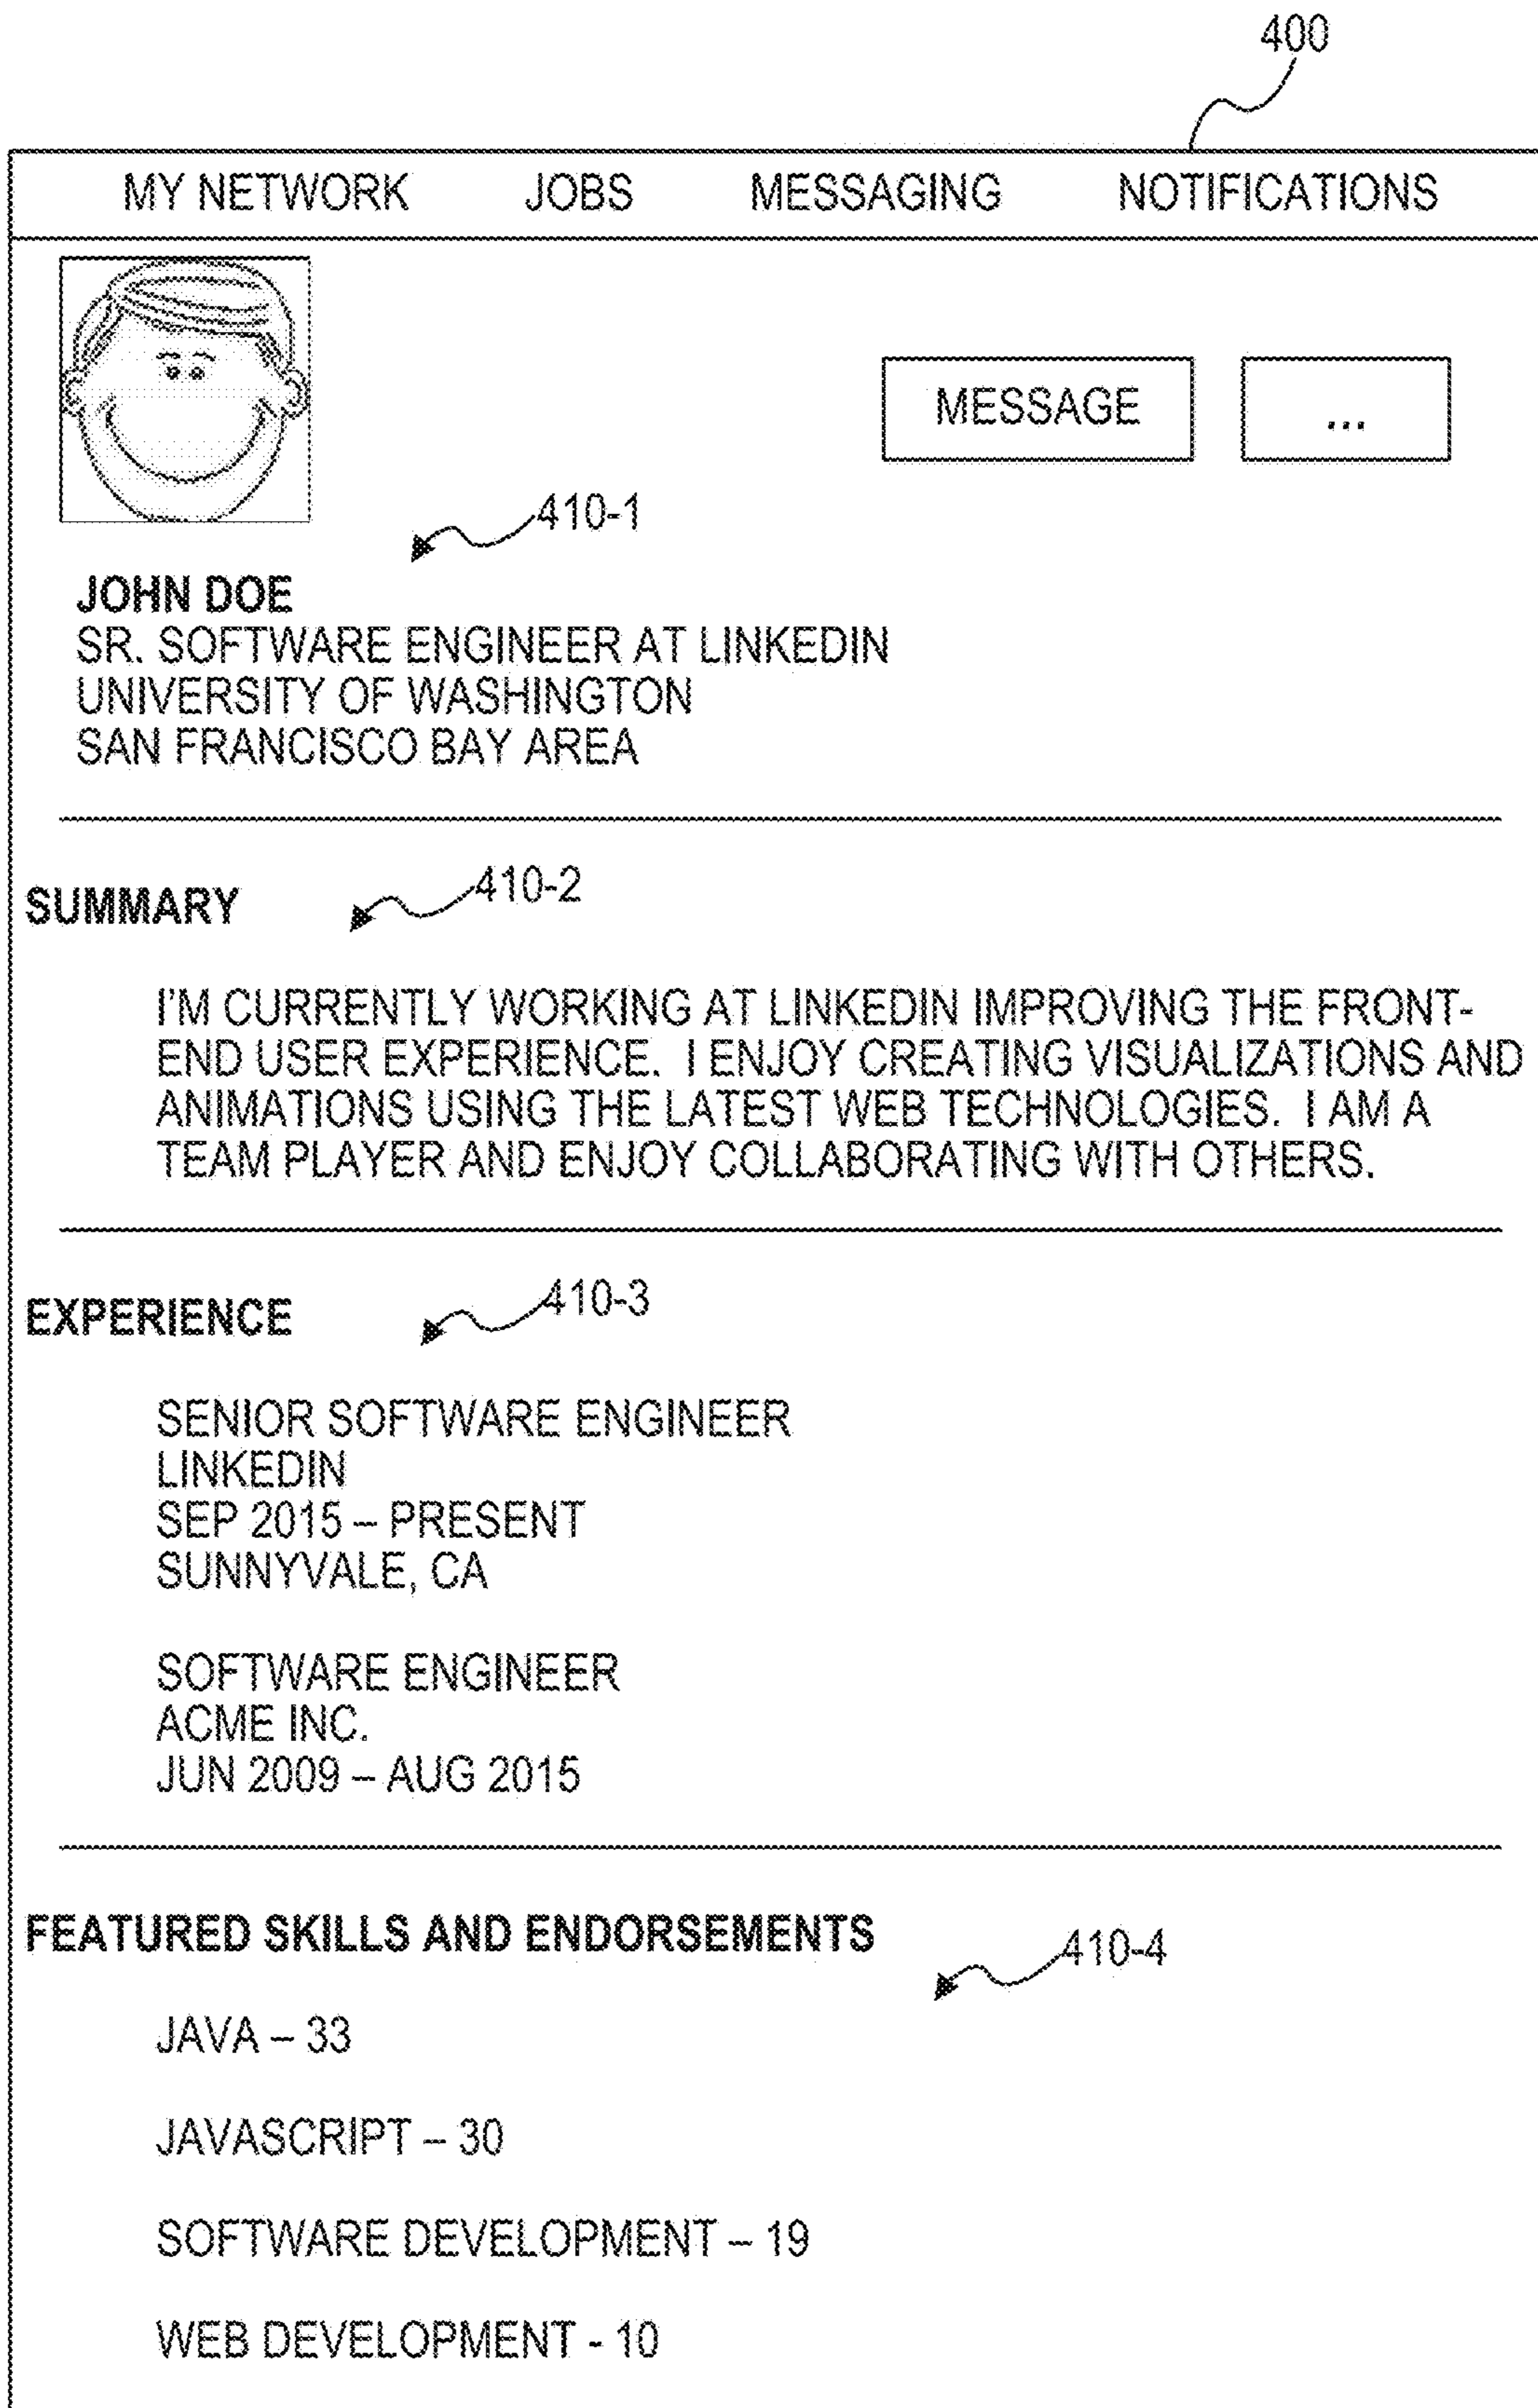 400
MY NETWORK JOBS MESSAGING NOTIFICATIONS
MESSAGE ...
410-1
JOHN DOE
SR. SOFTWARE ENGINEER AT LINKEDIN
UNIVERSITY OF WASHINGTON
SAN FRANCISCO BAY AREA
SUMMARY 410-2
I'M CURRENTLY WORKING AT LINKEDIN IMPROVING THE FRONT-
END USER EXPERIENCE. I ENJOY CREATING VISUALIZATIONS AND
ANIMATIONS USING THE LATEST WEB TECHNOLOGIES. I AM A
TEAM PLAYER AND ENJOY COLLABORATING WITH OTHERS.
EXPERIENCE 410-3
SENIOR SOFTWARE ENGINEER
LINKEDIN
SEP 2015 – PRESENT
SUNNYVALE, CA
SOFTWARE ENGINEER
ACME INC.
JUN 2009 – AUG 2015
FEATURED SKILLS AND ENDORSEMENTS
410-4
JAVA – 33
JAVASCRIPT – 30
SOFTWARE DEVELOPMENT – 19
WEB DEVELOPMENT - 10